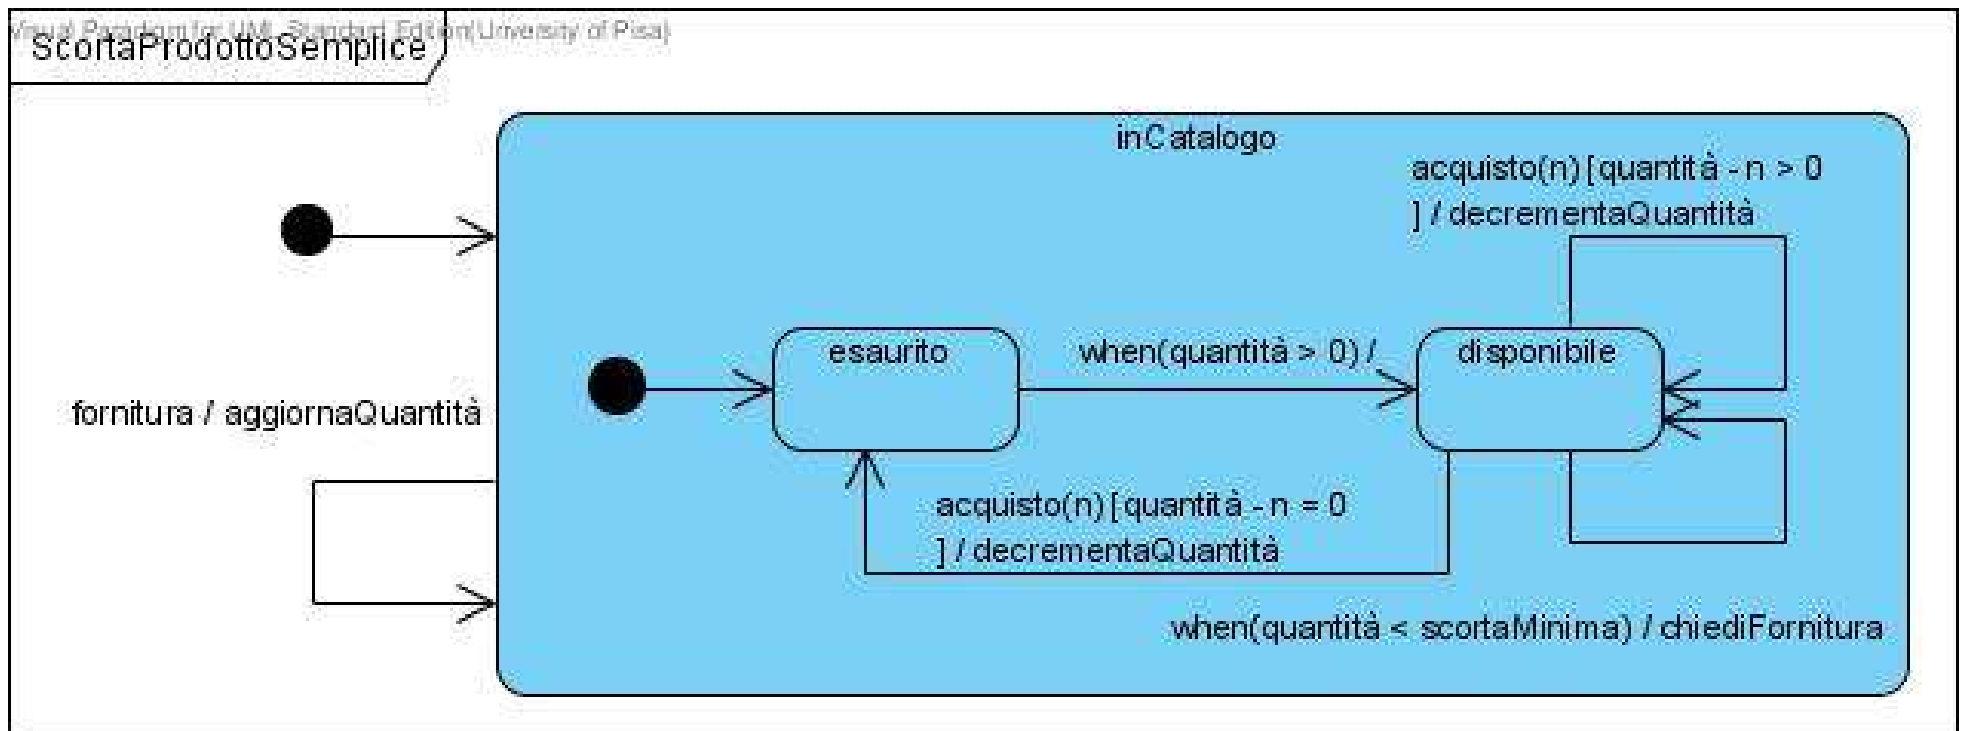 Visual Paradigm for UML Standard Edition(University of Pisa)
ScortaProdottoSemplice
inCatalogo
acquisto(n)[quantità - n > 0
] / decrementaQuantità
esaurito
when(quantità > 0) /
disponibile
fornitura / aggiornaQuantità
acquisto(n)[quantità - n = 0
] / decrementaQuantità
when(quantità < scortaMinima) / chiediFornitura